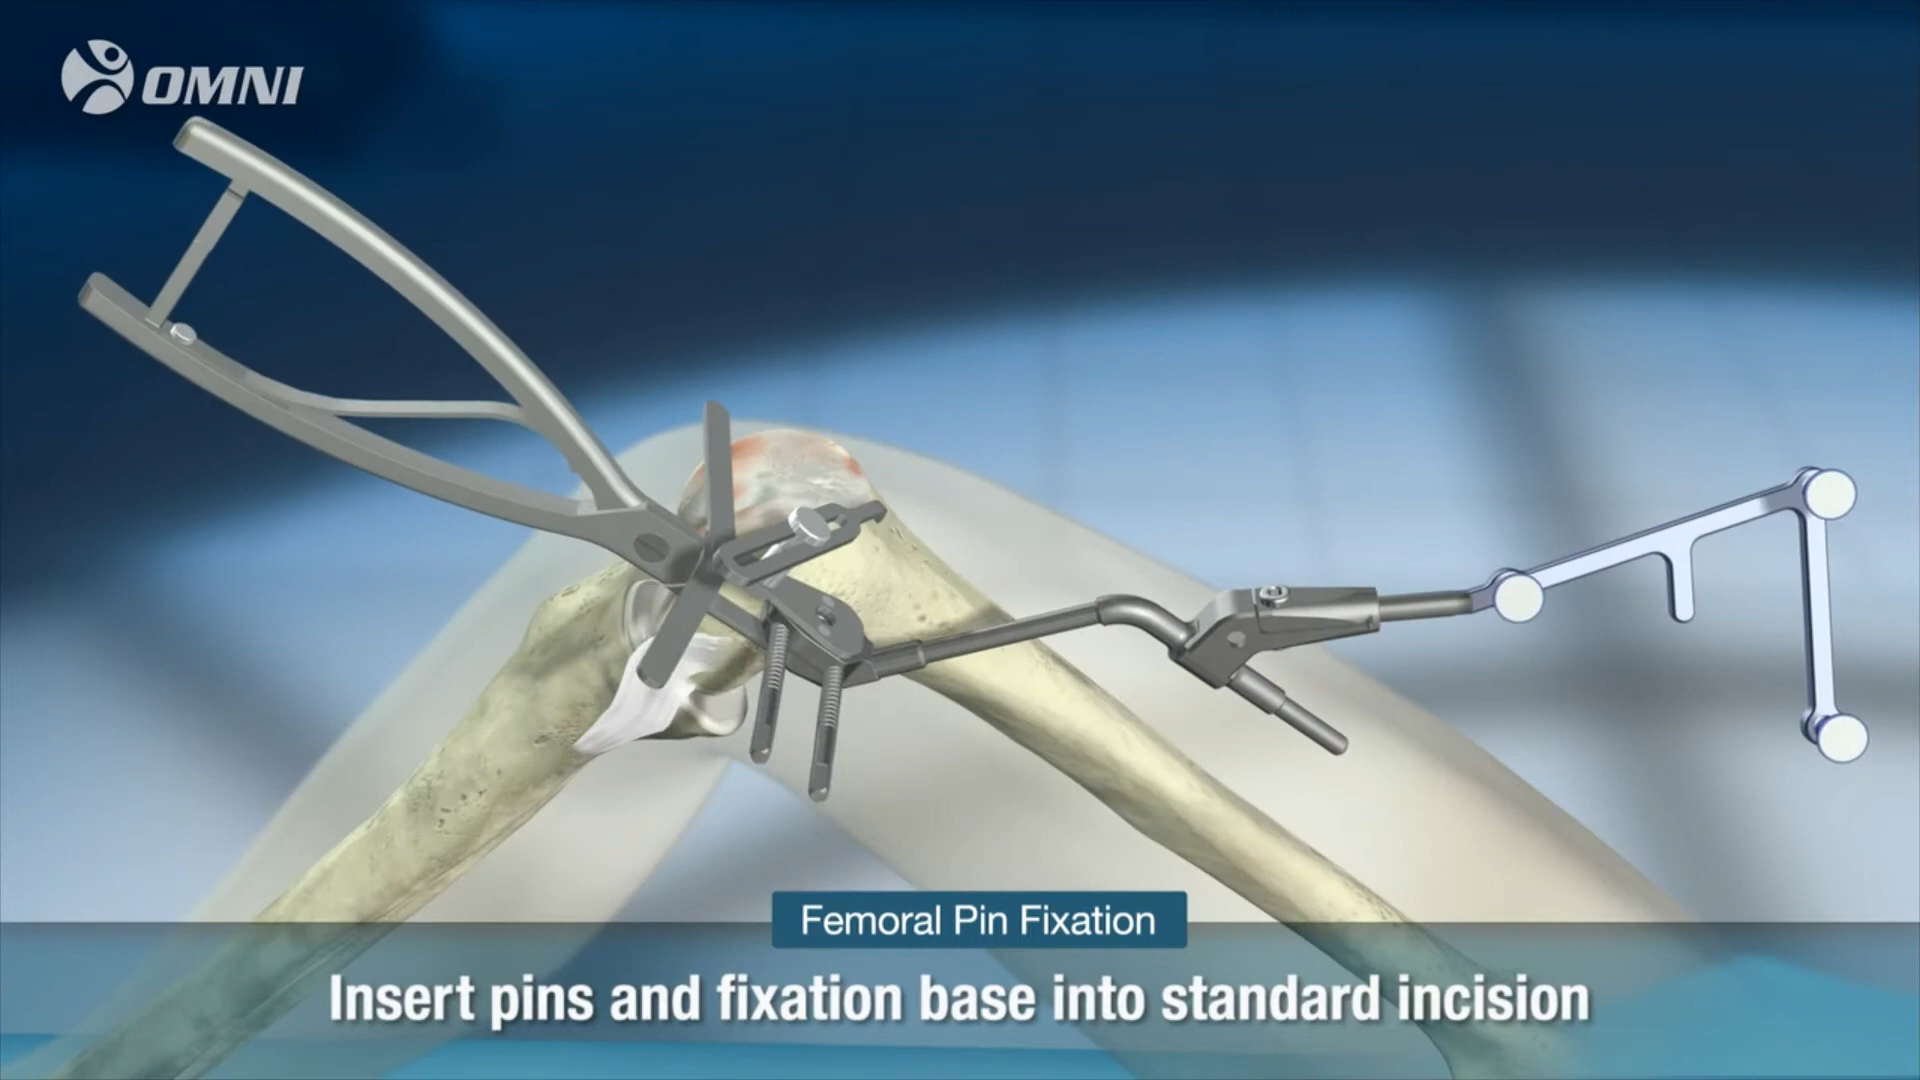 OMNI
Femoral Pin Fixation
Insert pins and fixation base into standard incision